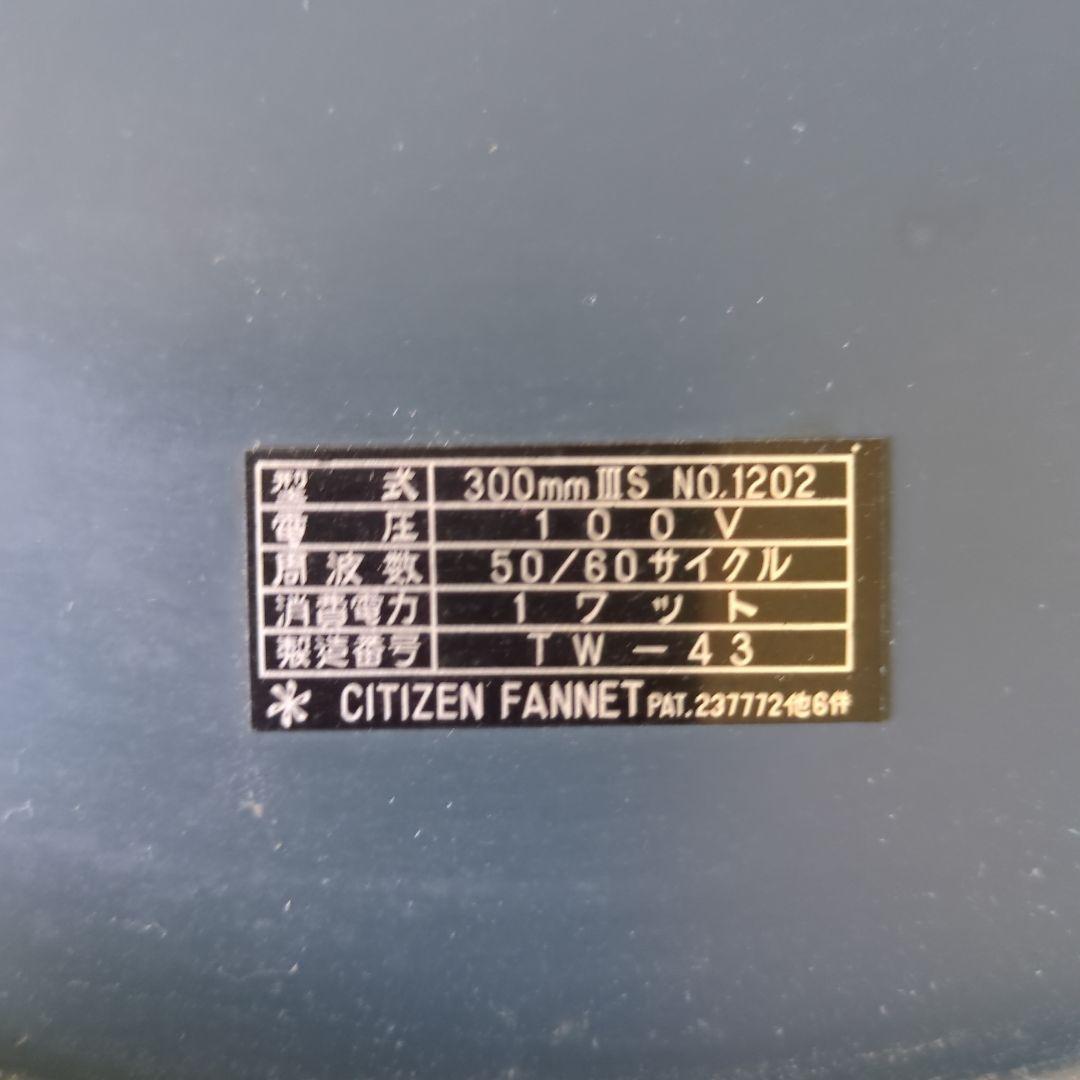 型式 300mm ⅢS NO.1202
電圧 100V
周波数 50/60サイクル
消費電力 1ワット
製造番号 TW-43
CITIZEN FANNET PAT.237772他6件